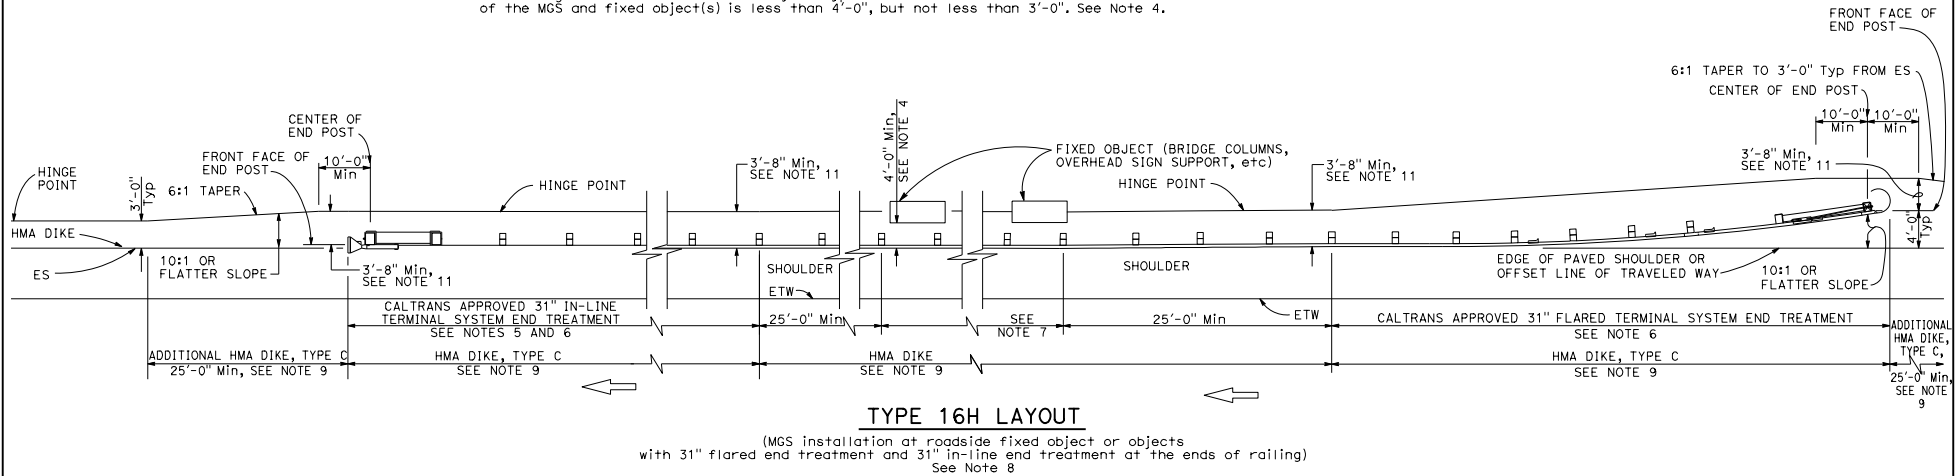 of the MGS and fixed object(s) is less than 4'-0", but not less than 3'-0". See Note 4.
FRONT FACE OF
END POST
6:1 TAPER TO 3'-0" Typ FROM ES
CENTER OF END POST
10'-0"
Min
10'-0"
Min
CENTER OF
END POST
10'-0"
Min
FRONT FACE OF
END POST
HINGE
POINT
3'-0"
Typ
6:1 TAPER
HINGE POINT
3'-8" Min,
SEE NOTE 11
4'-0" Min,
SEE NOTE 4
FIXED OBJECT (BRIDGE COLUMNS,
OVERHEAD SIGN SUPPORT, etc)
HINGE POINT
3'-8" Min,
SEE NOTE 11
3'-8" Min,
SEE NOTE 11
4'-0"
Typ
HMA DIKE
ES
10:1 OR
FLATTER SLOPE
3'-8" Min,
SEE NOTE 11
SHOULDER
SHOULDER
EDGE OF PAVED SHOULDER OR
OFFSET LINE OF TRAVELED WAY
10:1 OR
FLATTER SLOPE
ETW
ETW
CALTRANS APPROVED 31" IN-LINE
TERMINAL SYSTEM END TREATMENT
SEE NOTES 5 AND 6
25'-0" Min
SEE
NOTE 7
25'-0" Min
CALTRANS APPROVED 31" FLARED TERMINAL SYSTEM END TREATMENT
SEE NOTE 6
ADDITIONAL HMA DIKE, TYPE C
25'-0" Min, SEE NOTE 9
HMA DIKE, TYPE C
SEE NOTE 9
HMA DIKE
SEE NOTE 9
HMA DIKE, TYPE C
SEE NOTE 9
ADDITIONAL
HMA DIKE,
TYPE C,
25'-0" Min,
SEE NOTE
9
TYPE 16H LAYOUT
(MGS installation at roadside fixed object or objects
with 31" flared end treatment and 31" in-line end treatment at the ends of railing)
See Note 8